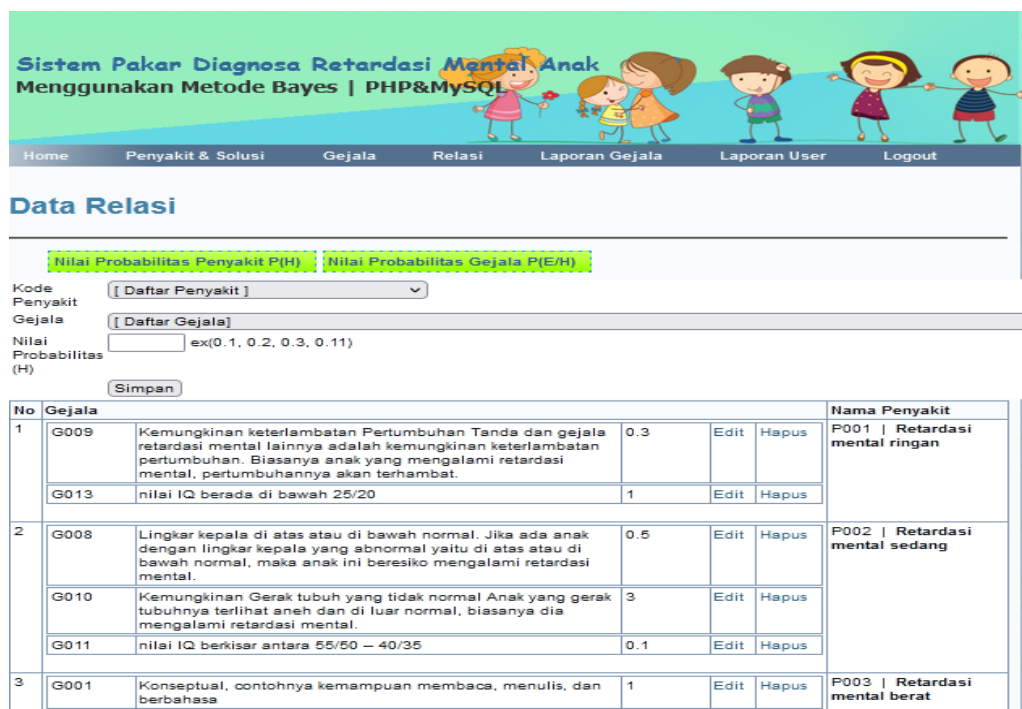 Sistem Pakar Diagnosa Retardasi Mental Anak
Menggunakan Metode Bayes | PHP&MySQL
Home Penyakit & Solusi Gejala Relasi Laporan Gejala Laporan User Logout
Data Relasi
Nilai Probabilitas Penyakit P(H) Nilai Probabilitas Gejala P(E/H)
Kode Penyakit [ Daftar Penyakit ]
Gejala [ Daftar Gejala]
Nilai Probabilitas (H) ex(0.1, 0.2, 0.3, 0.11)
Simpan
No Gejala Nama Penyakit
1 G009 Kemungkinan keterlambatan Pertumbuhan Tanda dan gejala 0.3 Edit Hapus P001 | Retardasi
retardasi mental lainnya adalah kemungkinan keterlambatan mental ringan
pertumbuhan. Biasanya anak yang mengalami retardasi
mental, pertumbuhannya akan terhambat.
G013 nilai IQ berada di bawah 25/20 1 Edit Hapus
2 G008 Lingkar kepala di atas atau di bawah normal. Jika ada anak 0.5 Edit Hapus P002 | Retardasi
dengan lingkar kepala yang abnormal yaitu di atas atau di mental sedang
bawah normal, maka anak ini beresiko mengalami retardasi
mental.
G010 Kemungkinan Gerak tubuh yang tidak normal Anak yang gerak 3 Edit Hapus
tubuhnya terlihat aneh dan di luar normal, biasanya dia
mengalami retardasi mental.
G011 nilai IQ berkisar antara 55/50 – 40/35 0.1 Edit Hapus
3 G001 Konseptual, contohnya kemampuan membaca, menulis, dan 1 Edit Hapus P003 | Retardasi
berbahasa mental berat